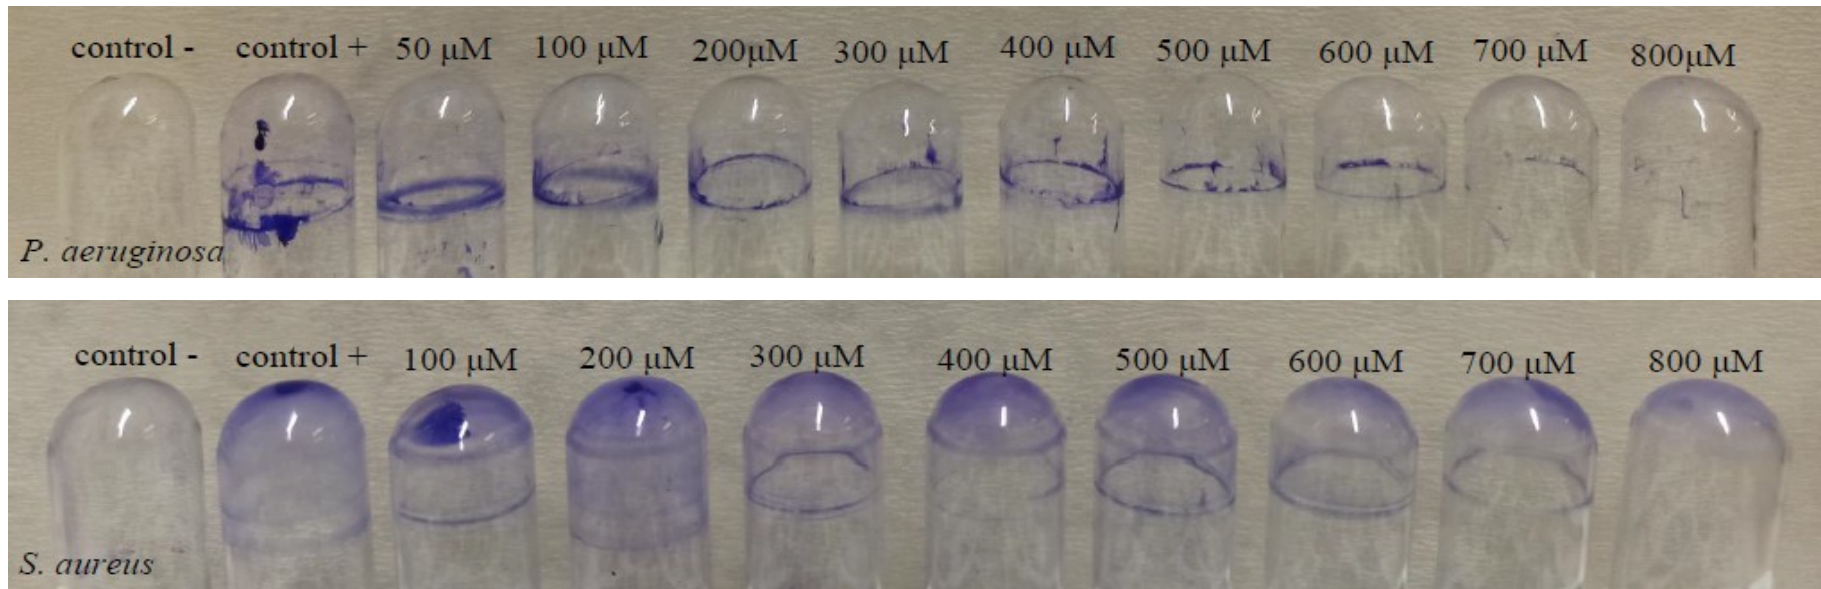 control - control + 50 μM 100 μM 200μM 300 μM 400 μM 500 μM 600 μM 700 μM 800μM
P. aeruginosa
control - control + 100 μM 200 μM 300 μM 400 μM 500 μM 600 μM 700 μM 800 μM
S. aureus